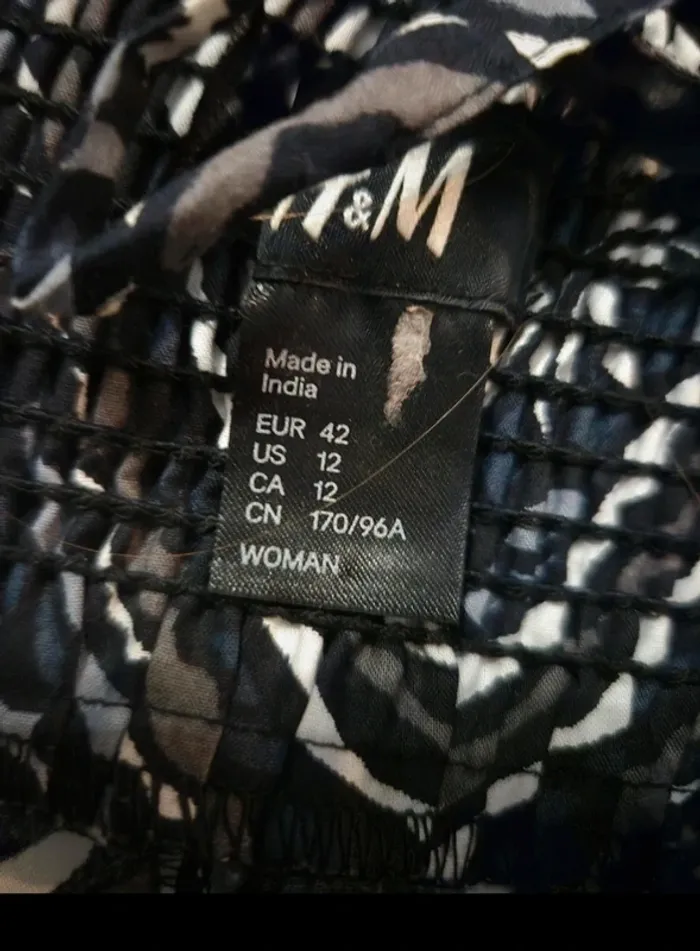 H&M
Made in
India
EUR 42
US 12
CA 12
CN 170/96A
WOMAN